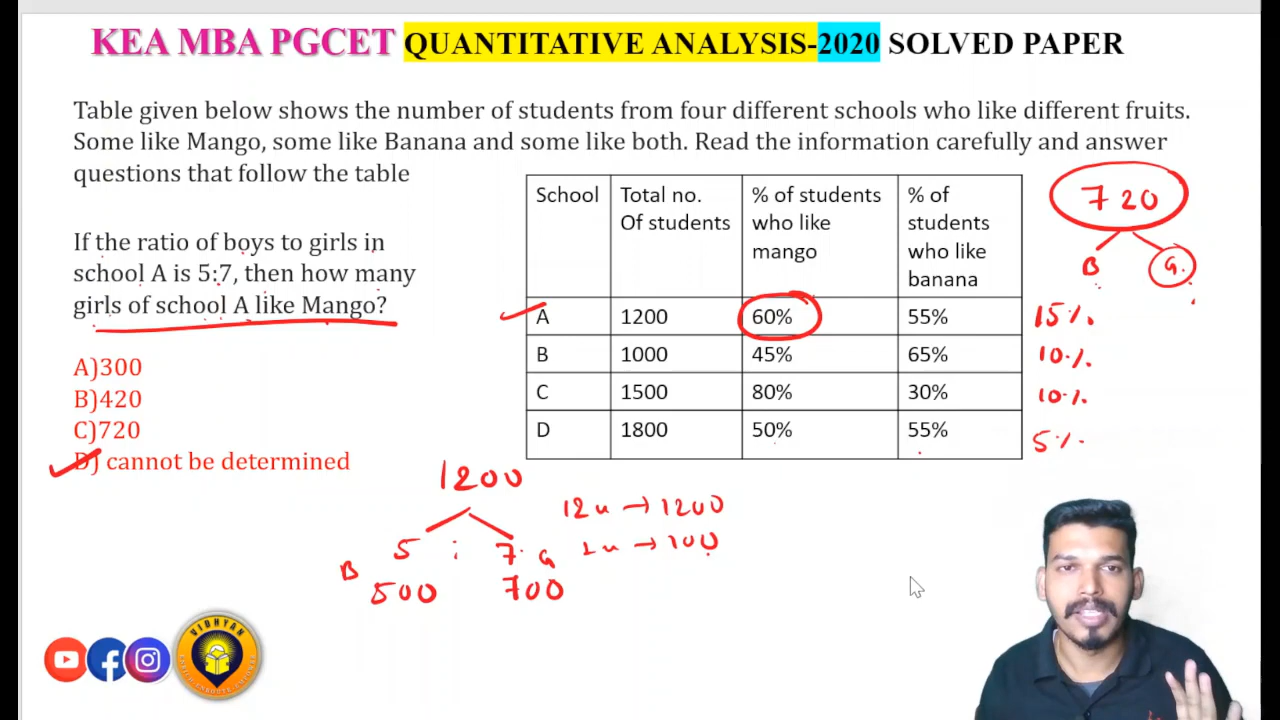 KEA MBA PGCET QUANTITATIVE ANALYSIS-2020 SOLVED PAPER
Table given below shows the number of students from four different schools who like different fruits.
Some like Mango, some like Banana and some like both. Read the information carefully and answer
questions that follow the table
If the ratio of boys to girls in
school A is 5:7, then how many
girls of school A like Mango?
A)300
B)420
C)720
D) cannot be determined
School Total no. Of students % of students who like mango % of students who like banana
A 1200 60% 55% 15%
B 1000 45% 65% 10%
C 1500 80% 30% 10%
D 1800 50% 55% 5%
720
B G.
1200
5 : 7
B G
500 700
12u → 1200
1u → 100
VIDHYAN